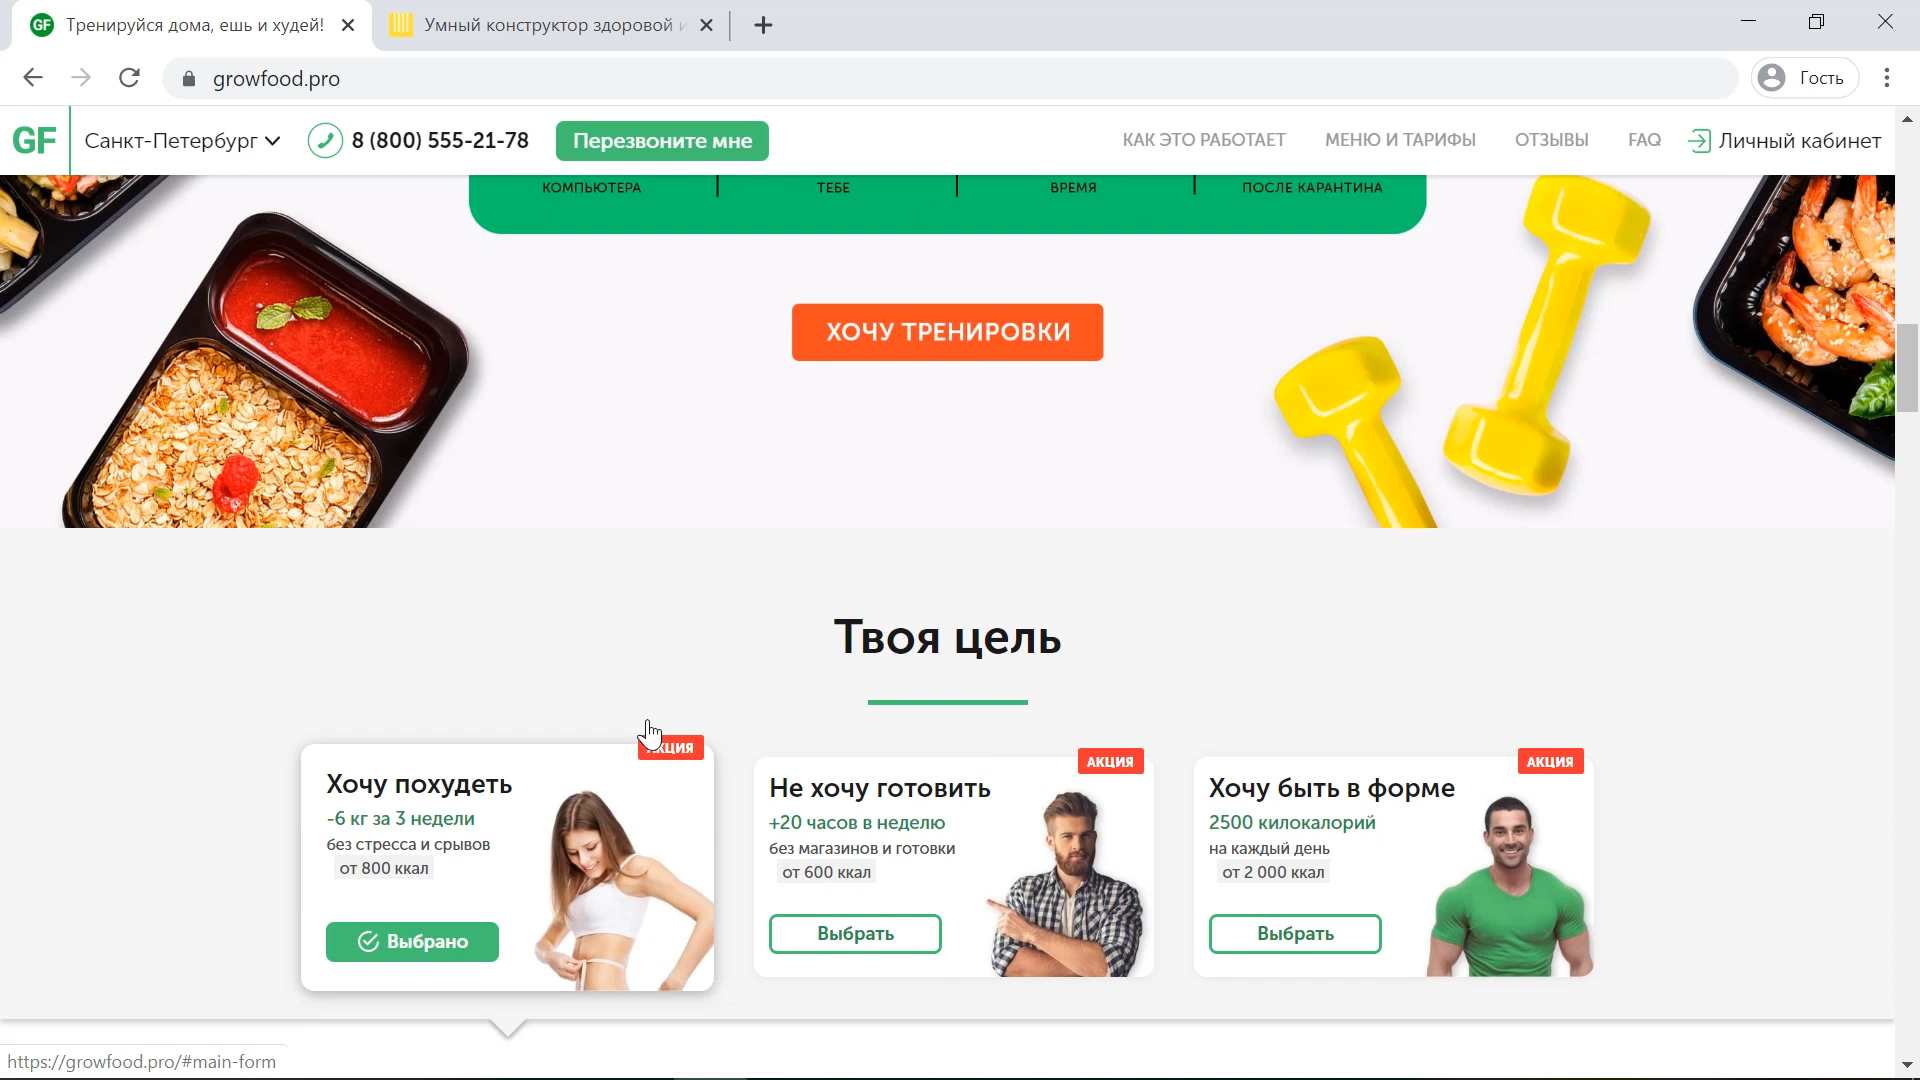 GF Тренируйся дома, ешь и худей!
Умный конструктор здоровой и
growfood.pro
Гость
GF
Санкт-Петербург
8 (800) 555-21-78
Перезвоните мне
КАК ЭТО РАБОТАЕТ
МЕНЮ И ТАРИФЫ
ОТЗЫВЫ
FAQ
Личный кабинет
КОМПЬЮТЕРА
ТЕБЕ
ВРЕМЯ
ПОСЛЕ КАРАНТИНА
ХОЧУ ТРЕНИРОВКИ
Твоя цель
Хочу похудеть
-6 кг за 3 недели
без стресса и срывов
от 800 ккал
Выбрано
АКЦИЯ
Не хочу готовить
+20 часов в неделю
без магазинов и готовки
от 600 ккал
Выбрать
АКЦИЯ
Хочу быть в форме
2500 килокалорий
на каждый день
от 2 000 ккал
Выбрать
https://growfood.pro/#main-form